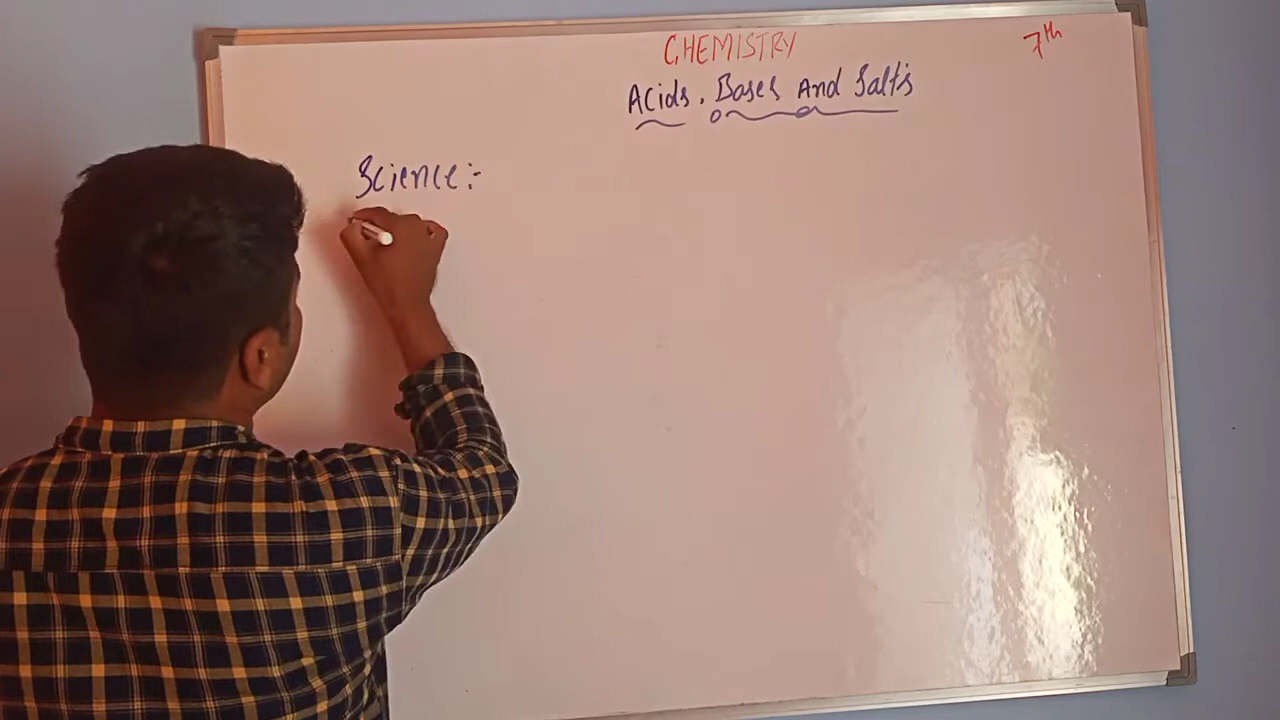 CHEMISTRY
7th
Acids, Bases And Salts
Science:-